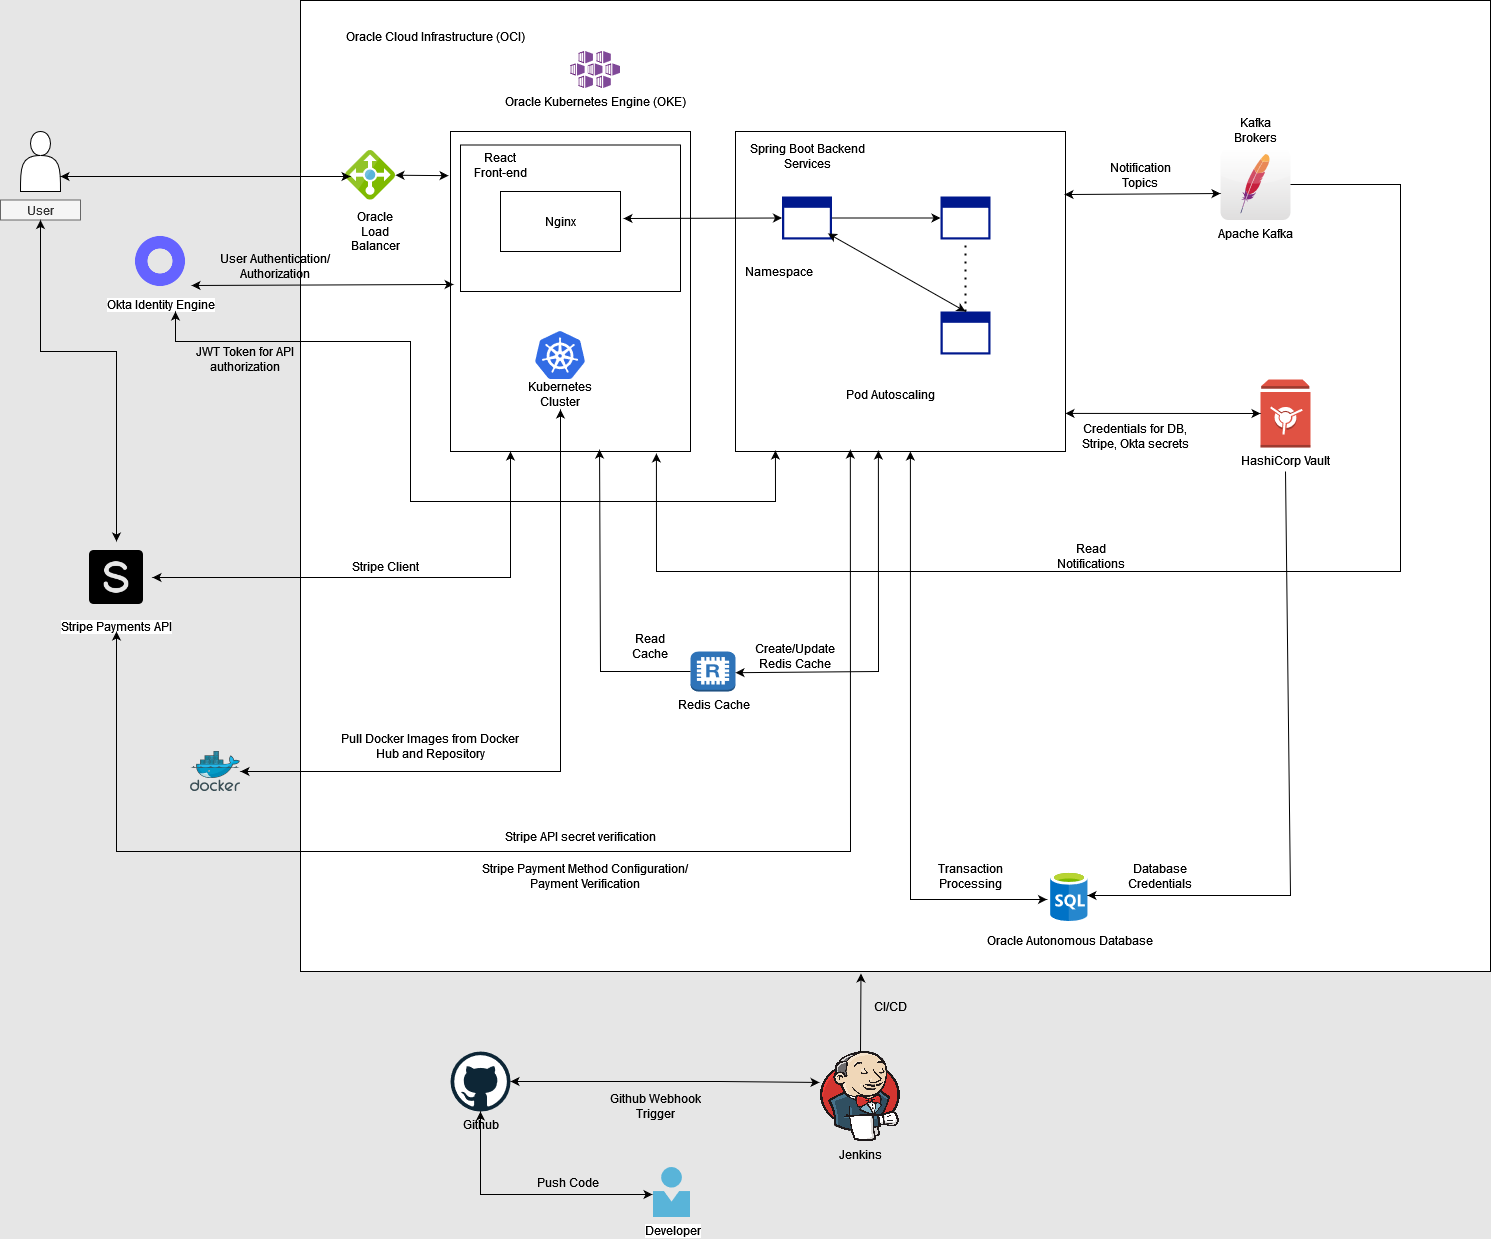 Oracle Cloud Infrastructure (OCI)
Oracle Kubernetes Engine (OKE)
User
Oracle
Load
Balancer
React
Front-end
Nginx
Spring Boot Backend
Services
Namespace
Pod Autoscaling
Notification
Topics
Kafka
Brokers
Apache Kafka
User Authentication/
Authorization
Okta Identity Engine
JWT Token for API
authorization
Kubernetes
Cluster
Credentials for DB,
Stripe, Okta secrets
HashiCorp Vault
S
Stripe Client
Stripe Payments API
Read
Notifications
Read
Cache
R
Create/Update
Redis Cache
Redis Cache
Pull Docker Images from Docker
Hub and Repository
docker
Stripe API secret verification
Stripe Payment Method Configuration/
Payment Verification
Transaction
Processing
SQL
Database
Credentials
Oracle Autonomous Database
CI/CD
Github
Github Webhook
Trigger
Jenkins
Push Code
Developer